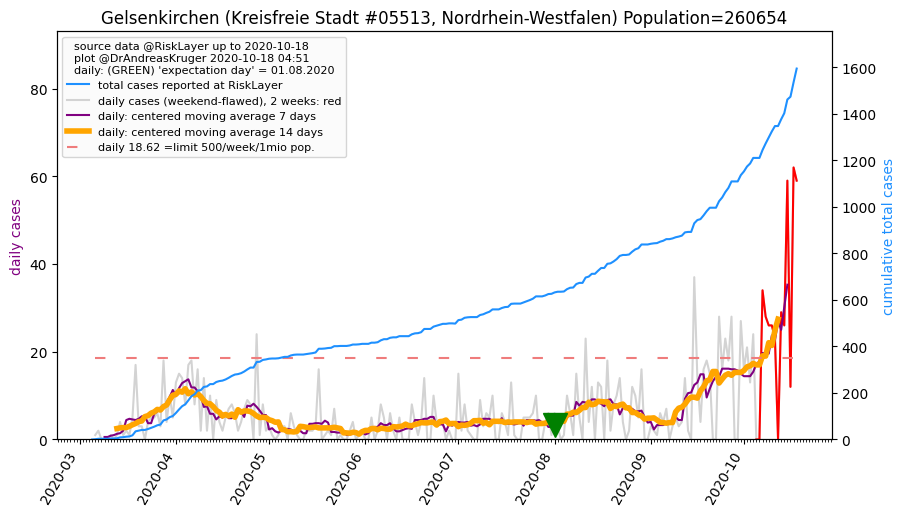 Gelsenkirchen (Kreisfreie Stadt #05513, Nordrhein-Westfalen) Population=260654
source data @RiskLayer up to 2020-10-18
plot @DrAndreasKruger 2020-10-18 04:51
daily: (GREEN) 'expectation day' = 01.08.2020
total cases reported at RiskLayer
daily cases (weekend-flawed), 2 weeks: red
daily: centered moving average 7 days
daily: centered moving average 14 days
daily 18.62 =limit 500/week/1mio pop.
daily cases
80
60
40
20
0
cumulative total cases
1600
1400
1200
1000
800
600
400
200
0
2020-03
2020-04
2020-05
2020-06
2020-07
2020-08
2020-09
2020-10